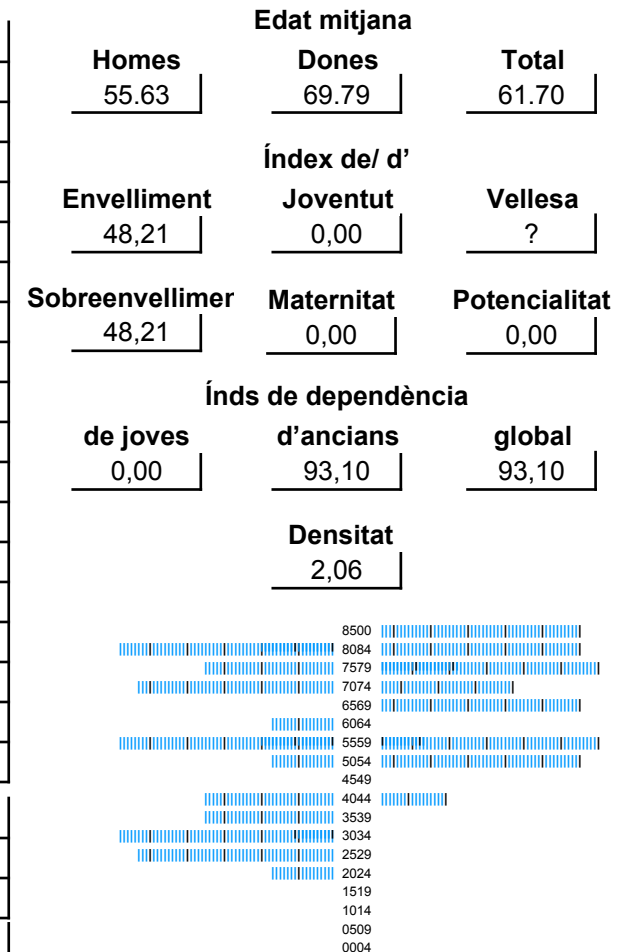 Edat mitjana
Homes Dones Total
55.63 69.79 61.70
Índex de/ d’
Envelliment Joventut Vellesa
48,21 0,00 ?
Sobreenvellimer Maternitat Potencialitat
48,21 0,00 0,00
Índs de dependència
de joves d’ancians global
0,00 93,10 93,10
Densitat
2,06
8500
8084
7579
7074
6569
6064
5559
5054
4549
4044
3539
3034
2529
2024
1519
1014
0509
0004